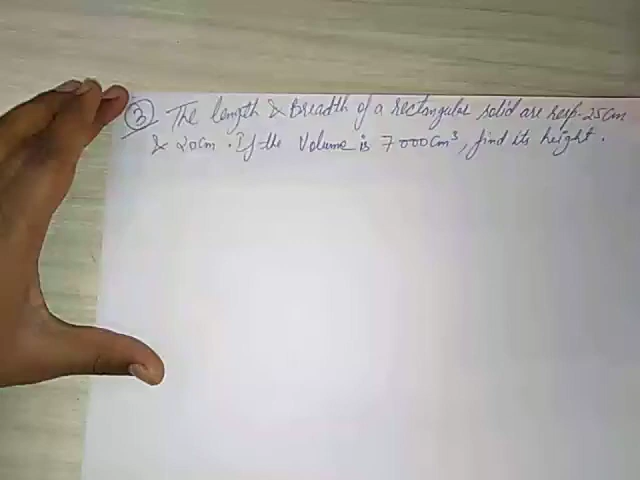 ③ The length & Breadth of a rectangular solid are resp. 25cm
& 20cm. If the Volume is 7000cm³, find its height.